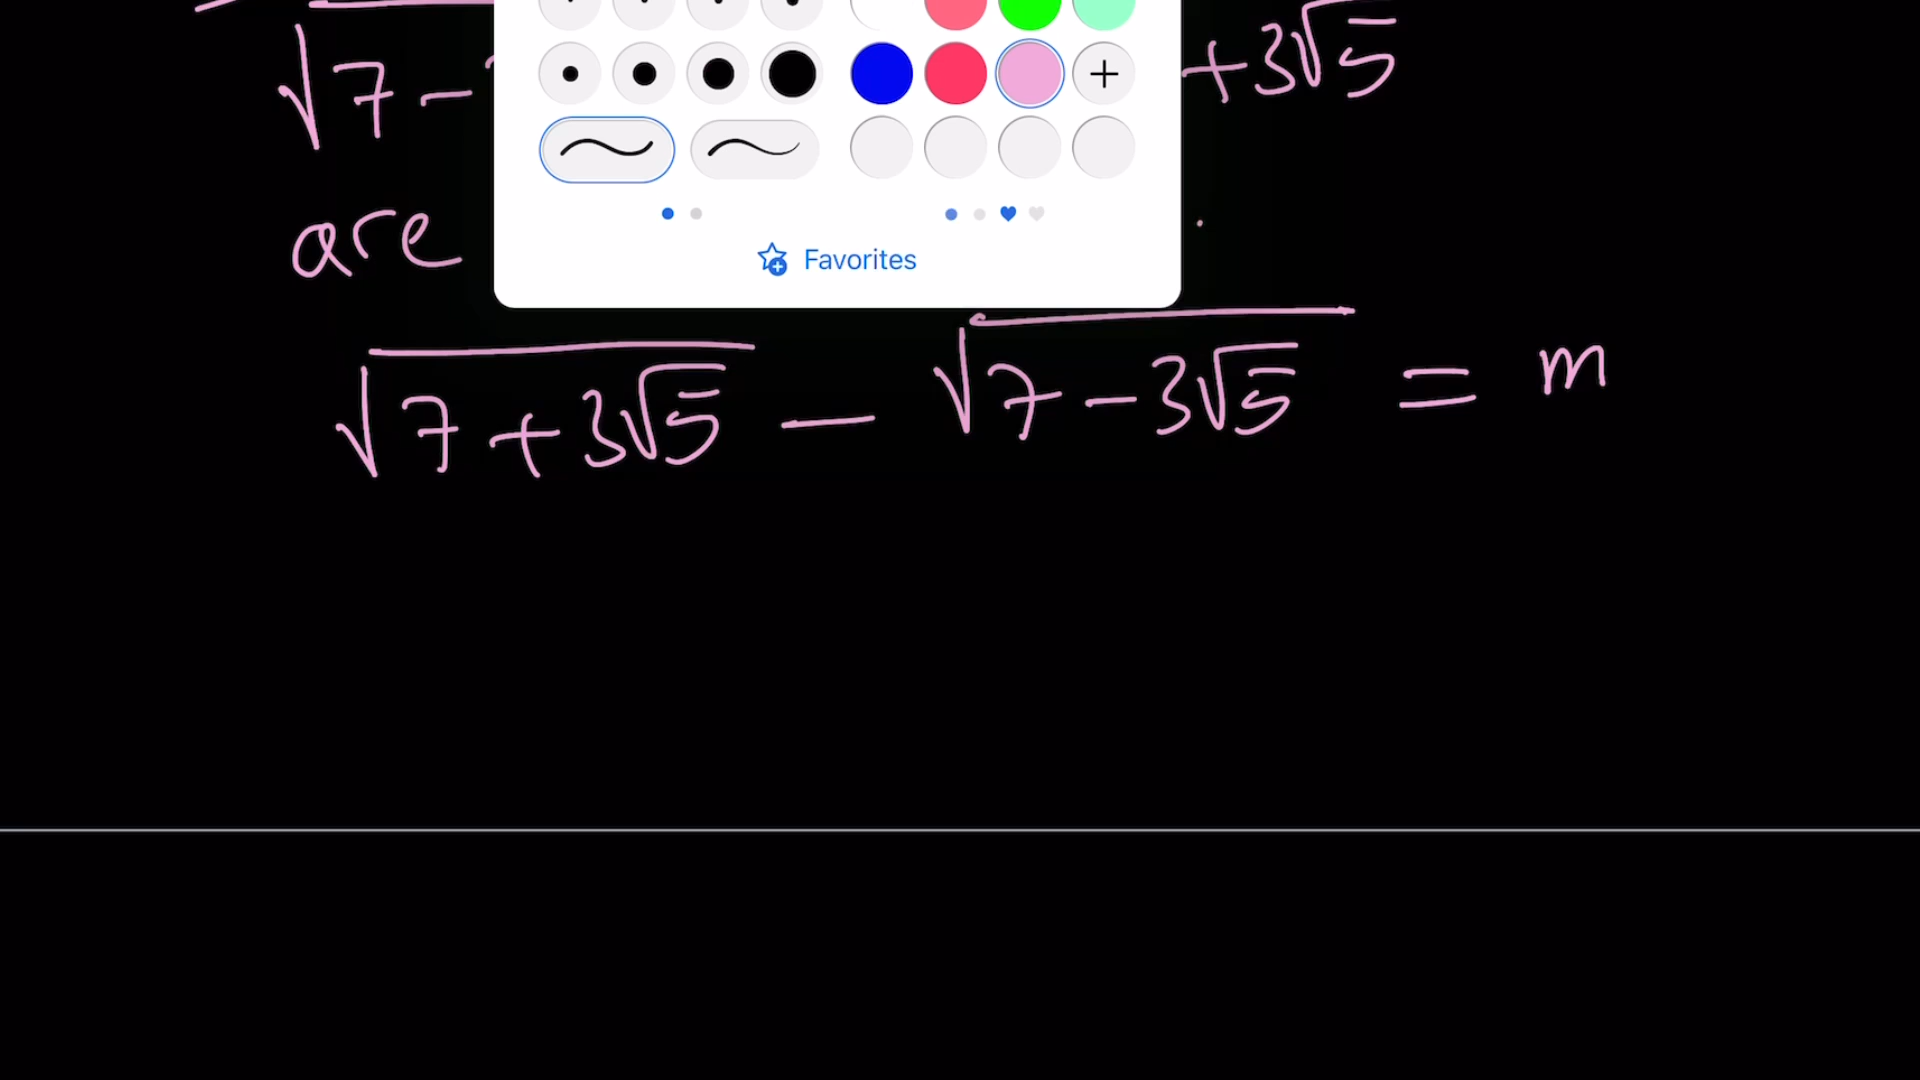 √7 - + 3√5
are
Favorites
√7 + 3√5 - √7 - 3√5 = m